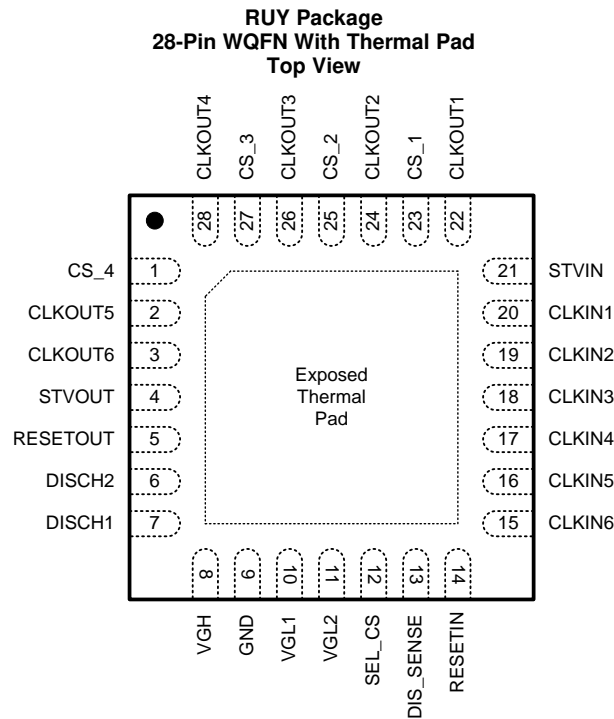 RUY Package
28-Pin WQFN With Thermal Pad
Top View
CLKOUT4
CS_3
CLKOUT3
CS_2
CLKOUT2
CS_1
CLKOUT1
28
27
26
25
24
23
22
CS_4 1
CLKOUT5 2
CLKOUT6 3
STVOUT 4
RESETOUT 5
DISCH2 6
DISCH1 7
21 STVIN
20 CLKIN1
19 CLKIN2
18 CLKIN3
17 CLKIN4
16 CLKIN5
15 CLKIN6
Exposed
Thermal
Pad
8
9
10
11
12
13
14
VGH
GND
VGL1
VGL2
SEL_CS
DIS_SENSE
RESETIN